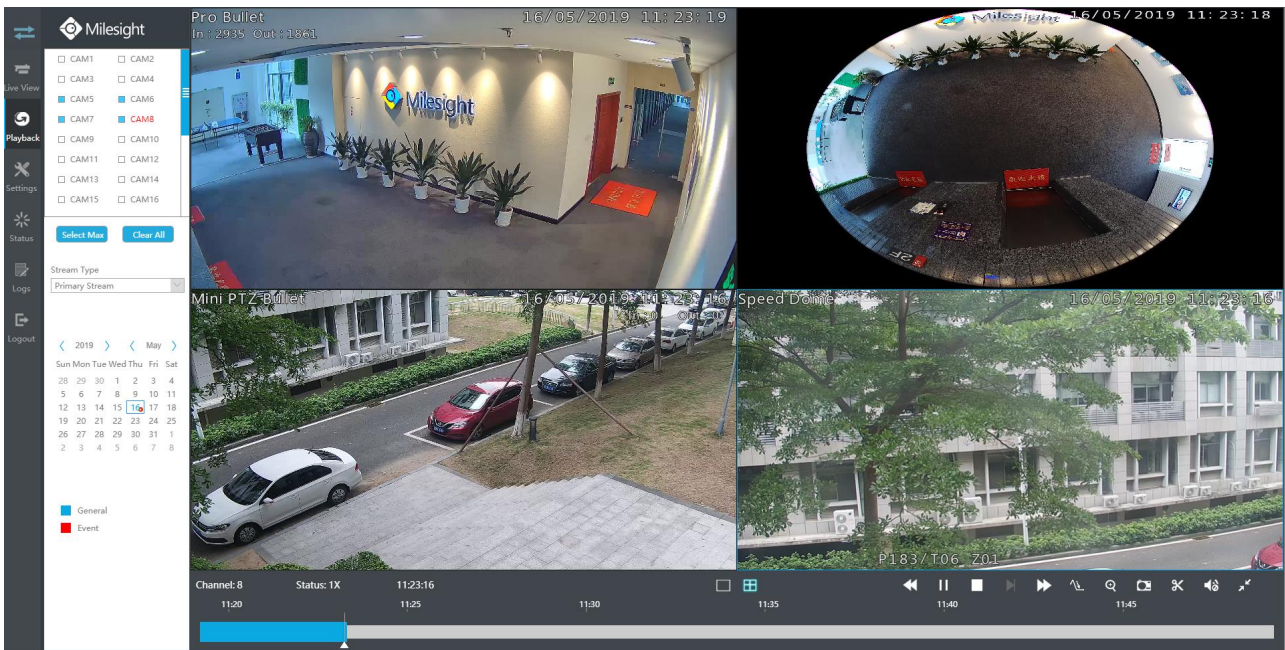 Milesight
Live View
Playback
Settings
Status
Logs
Logout
CAM1 CAM2
CAM3 CAM4
CAM5 CAM6
CAM7 CAM8
CAM9 CAM10
CAM11 CAM12
CAM13 CAM14
CAM15 CAM16
Select Max Clear All
Stream Type
Primary Stream
2019 May
Sun Mon Tue Wed Thu Fri Sat
28 29 30 1 2 3 4
5 6 7 8 9 10 11
12 13 14 15 16 17 18
19 20 21 22 23 24 25
26 27 28 29 30 31 1
2 3 4 5 6 7 8
General
Event
Pro Bullet 16/05/2019 11:23:19
In : 2935 Out : 1861
Milesight
Milesight 16/05/2019 11:23:18
2F
Mini PTZ Bullet 16/05/2019 11:23:16
Speed Dome 16/05/2019 11:23:16
P183/T06 Z01
Channel: 8 Status: 1X 11:23:16
11:20 11:25 11:30 11:35 11:40 11:45